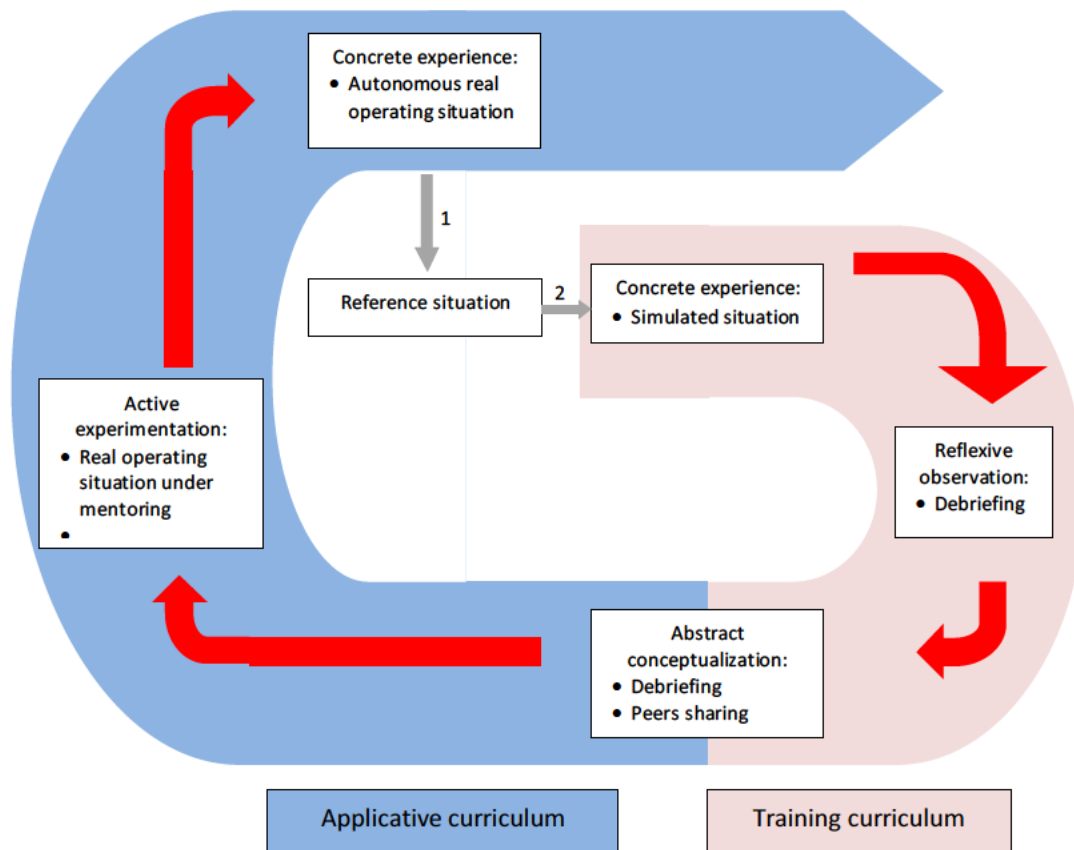 Concrete experience:
• Autonomous real
operating situation
1
Reference situation
2
Concrete experience:
• Simulated situation
Reflexive
observation:
• Debriefing
Abstract
conceptualization:
• Debriefing
• Peers sharing
Active
experimentation:
• Real operating
situation under
mentoring
•
Applicative curriculum
Training curriculum